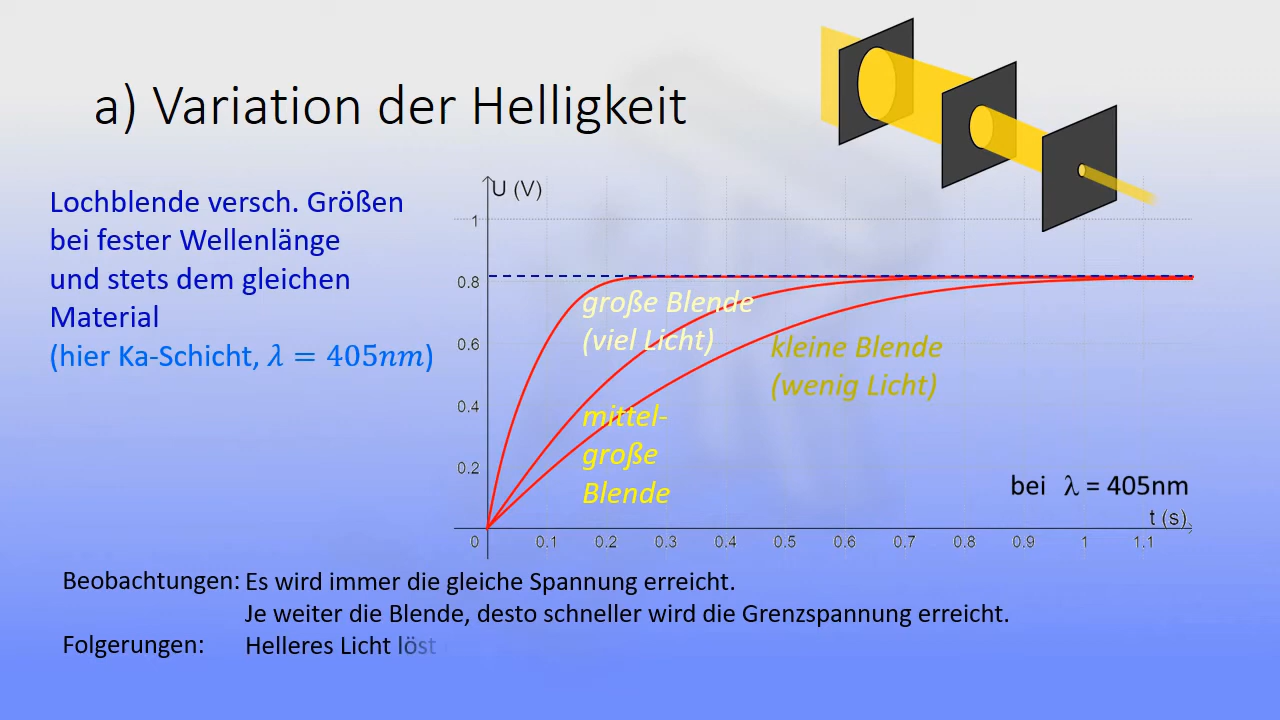 a) Variation der Helligkeit
Lochblende versch. Größen
bei fester Wellenlänge
und stets dem gleichen
Material
(hier Ka-Schicht, λ = 405nm)
U (V)
1
0.8
0.6
0.4
0.2
0
0.1
0.2
0.3
0.4
0.5
0.6
0.7
0.8
0.9
1
1.1
t (s)
große Blende
(viel Licht)
kleine Blende
(wenig Licht)
mittel-
große
Blende
bei λ = 405nm
Beobachtungen: Es wird immer die gleiche Spannung erreicht.
Je weiter die Blende, desto schneller wird die Grenzspannung erreicht.
Folgerungen: Helleres Licht löst